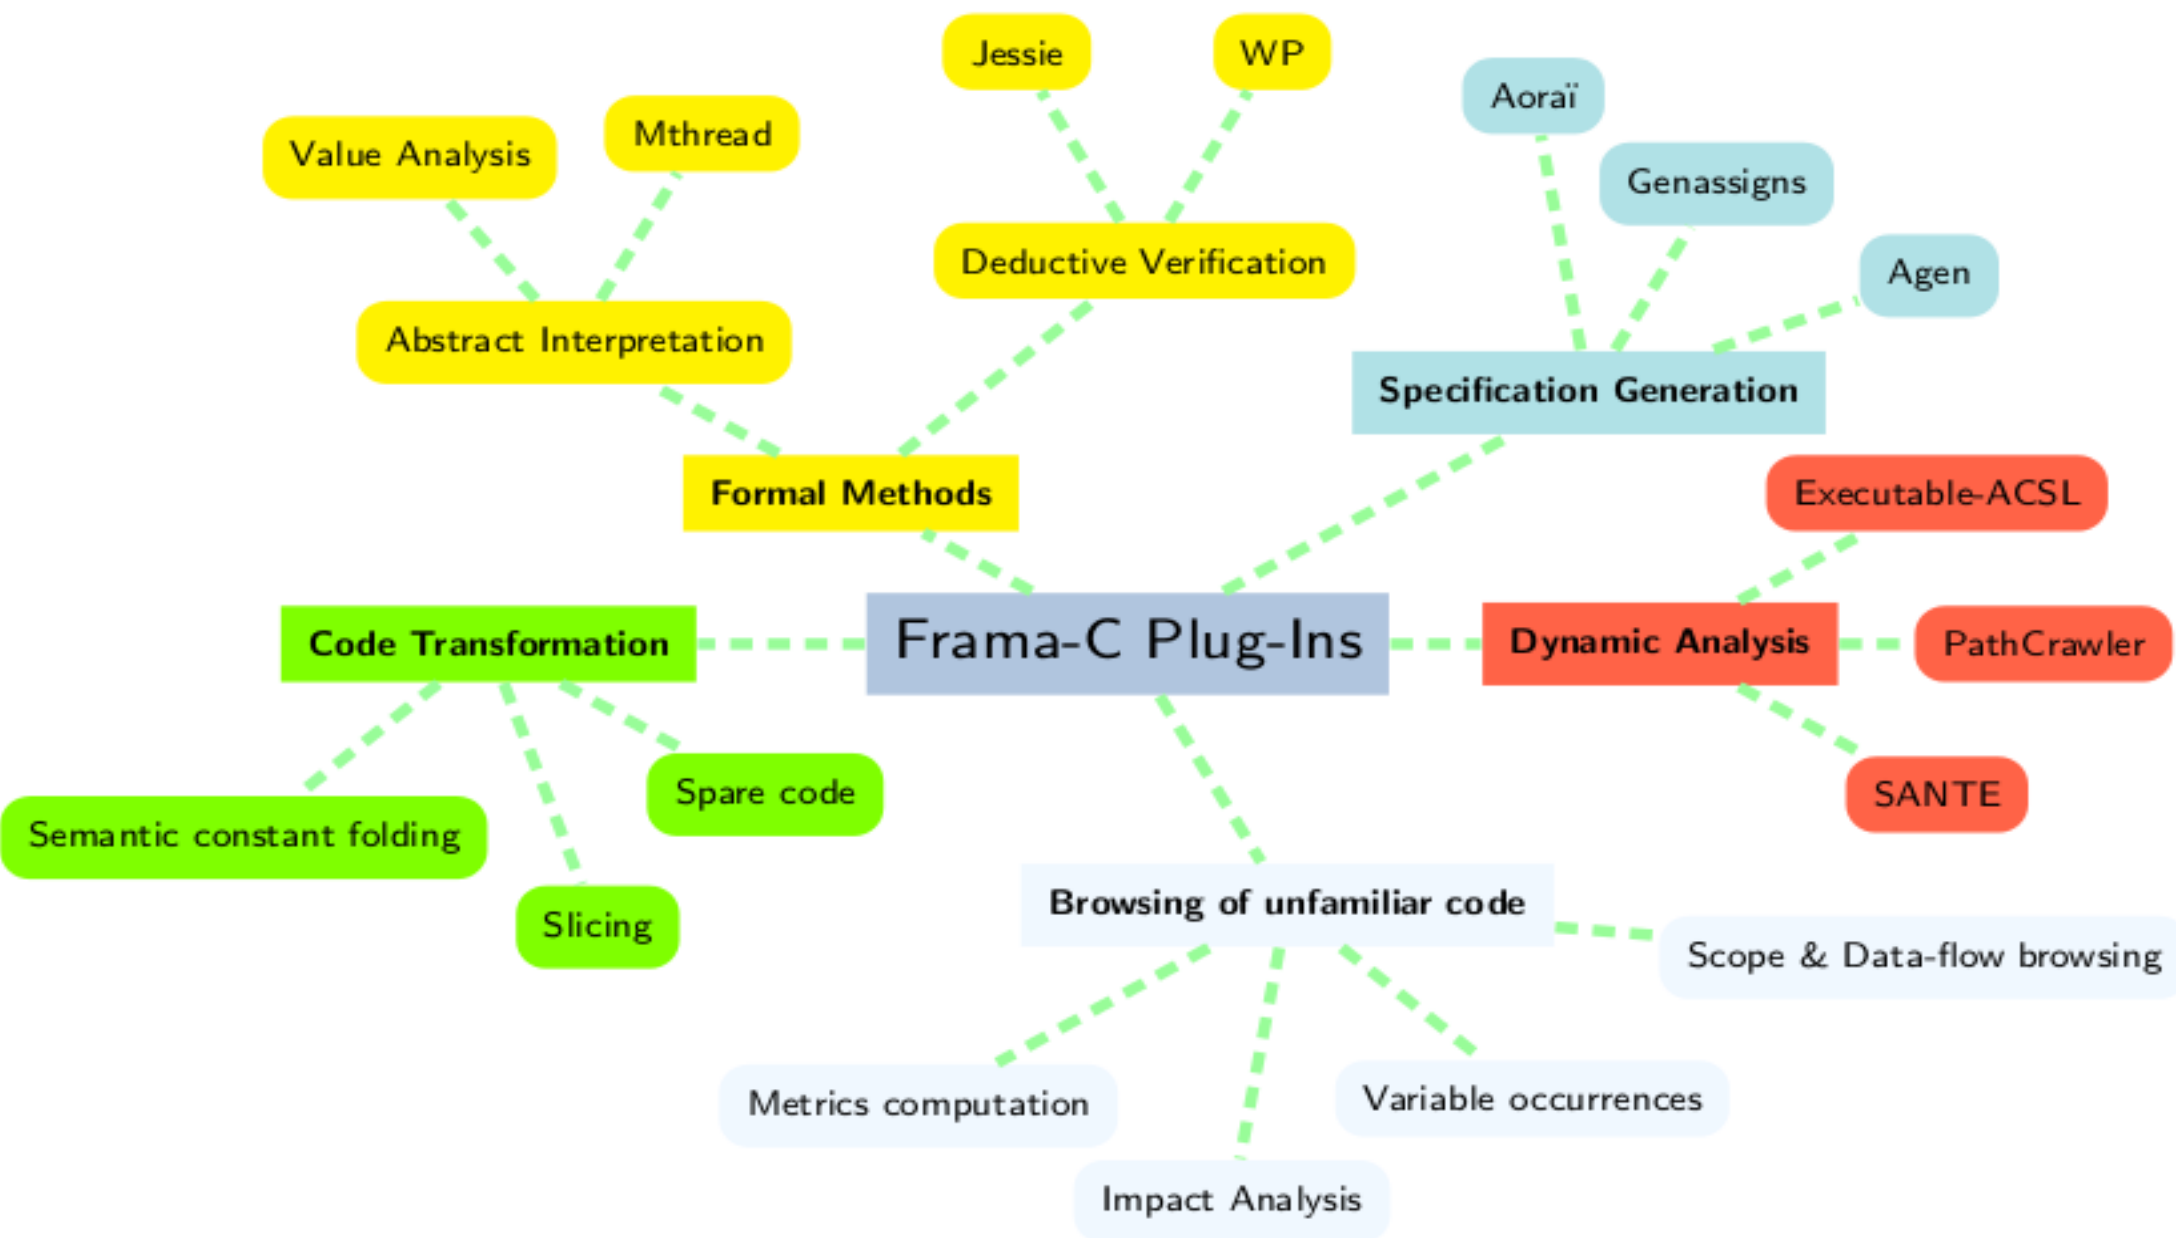 Jessie
WP
Aoraï
Mthread
Value Analysis
Genassigns
Deductive Verification
Agen
Abstract Interpretation
Specification Generation
Formal Methods
Executable-ACSL
Code Transformation
Frama-C Plug-Ins
Dynamic Analysis
PathCrawler
Spare code
SANTE
Semantic constant folding
Slicing
Browsing of unfamiliar code
Scope & Data-flow browsing
Metrics computation
Variable occurrences
Impact Analysis